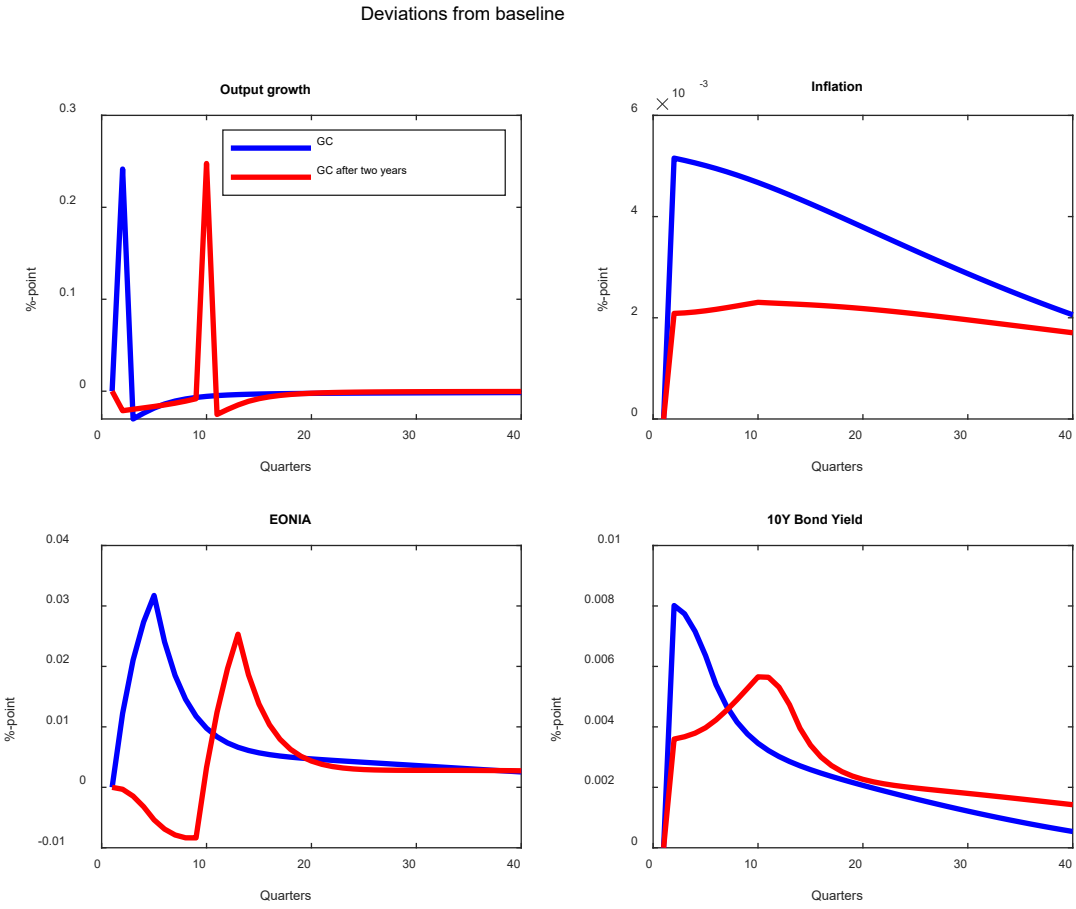 Deviations from baseline
Output growth
0.3
0.2
0.1
0
%-point
GC
GC after two years
0 10 20 30 40
Quarters
Inflation
× 10 -3
6
4
2
0
%-point
0 10 20 30 40
Quarters
EONIA
0.04
0.03
0.02
0.01
0
-0.01
%-point
0 10 20 30 40
Quarters
10Y Bond Yield
0.01
0.008
0.006
0.004
0.002
0
%-point
0 10 20 30 40
Quarters